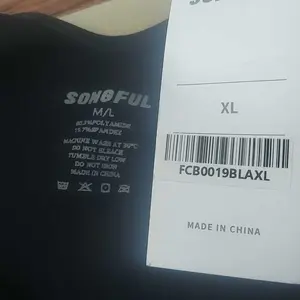 SONGFUL
M/L
MACHINE WASH AT 30°C
DO NOT BLEACH
TUMBLE DRY LOW
DO NOT IRON
MADE IN CHINA
SONGFUL
XL
FCB0019BLAXL
MADE IN CHINA